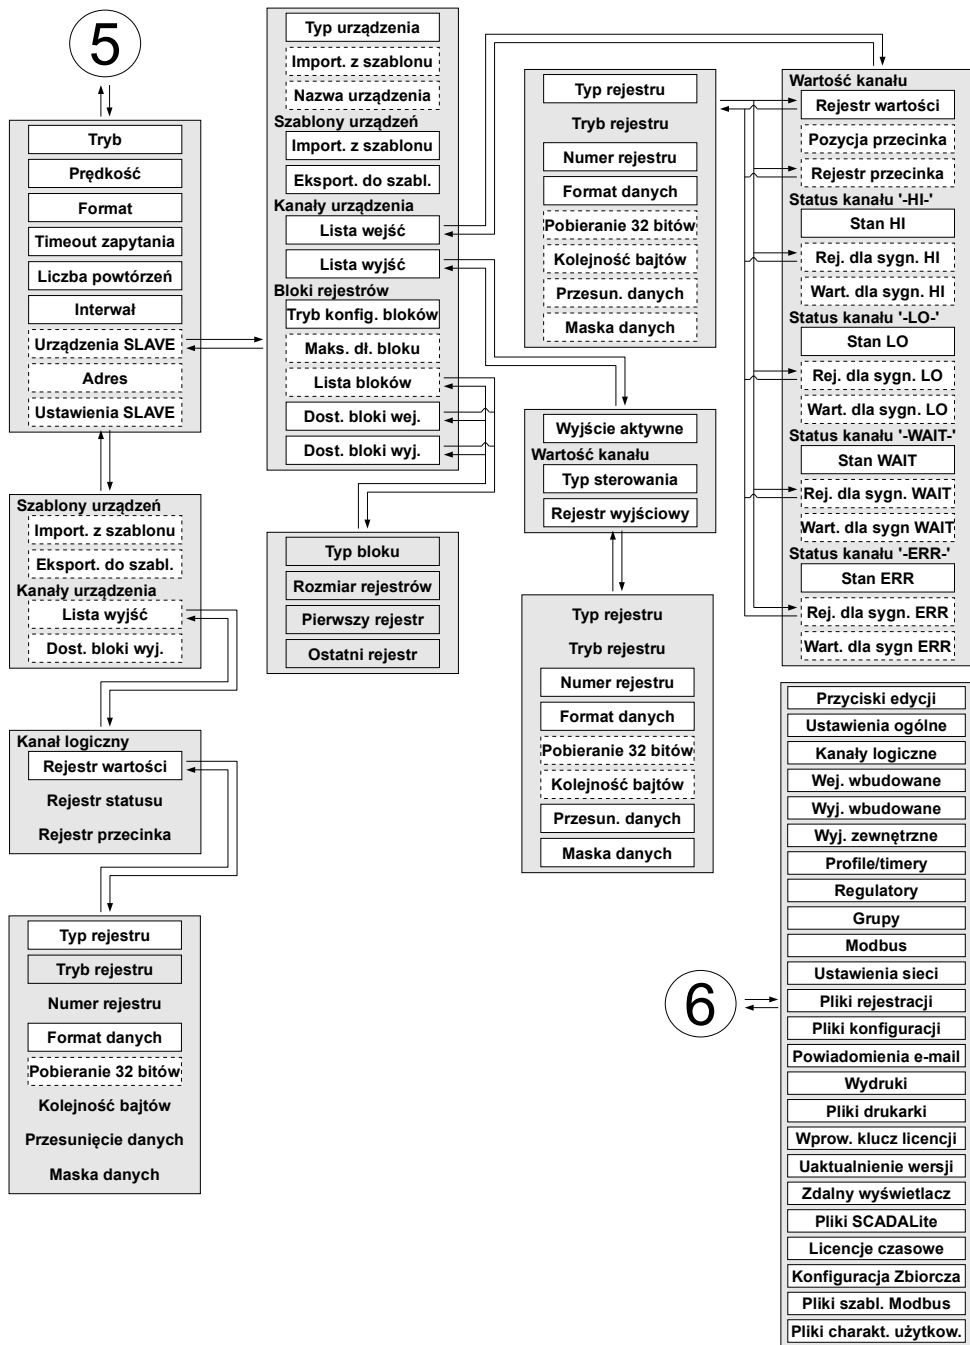 5
Tryb
Prędkość
Format
Timeout zapytania
Liczba powtórzeń
Interwał
Urządzenia SLAVE
Adres
Ustawienia SLAVE
Szablony urządzeń
Import. z szablonu
Eksport. do szabl.
Kanały urządzenia
Lista wyjść
Dost. bloki wyj.
Kanał logiczny
Rejestr wartości
Rejestr statusu
Rejestr przecinka
Typ rejestru
Tryb rejestru
Numer rejestru
Format danych
Pobieranie 32 bitów
Kolejność bajtów
Przesunięcie danych
Maska danych
Typ urządzenia
Import. z szablonu
Nazwa urządzenia
Szablony urządzeń
Import. z szablonu
Eksport. do szabl.
Kanały urządzenia
Lista wejść
Lista wyjść
Bloki rejestrów
Tryb konfig. bloków
Maks. dł. bloku
Lista bloków
Dost. bloki wej.
Dost. bloki wyj.
Typ bloku
Rozmiar rejestrów
Pierwszy rejestr
Ostatni rejestr
Typ rejestru
Tryb rejestru
Numer rejestru
Format danych
Pobieranie 32 bitów
Kolejność bajtów
Przesun. danych
Maska danych
Wyjście aktywne
Wartość kanału
Typ sterowania
Rejestr wyjściowy
Typ rejestru
Tryb rejestru
Numer rejestru
Format danych
Pobieranie 32 bitów
Kolejność bajtów
Przesun. danych
Maska danych
Wartość kanału
Rejestr wartości
Pozycja przecinka
Rejestr przecinka
Status kanału '-HI-'
Stan HI
Rej. dla sygn. HI
Wart. dla sygn. HI
Status kanału '-LO-'
Stan LO
Rej. dla sygn. LO
Wart. dla sygn. LO
Status kanału '-WAIT-'
Stan WAIT
Rej. dla sygn. WAIT
Wart. dla sygn WAIT
Status kanału '-ERR-'
Stan ERR
Rej. dla sygn. ERR
Wart. dla sygn ERR
6
Przyciski edycji
Ustawienia ogólne
Kanały logiczne
Wej. wbudowane
Wyj. wbudowane
Wyj. zewnętrzne
Profile/timery
Regulatory
Grupy
Modbus
Ustawienia sieci
Pliki rejestracji
Pliki konfiguracji
Powiadomienia e-mail
Wydruki
Pliki drukarki
Wprow. klucz licencji
Uaktualnienie wersji
Zdalny wyświetlacz
Pliki SCADALite
Licencje czasowe
Konfiguracja Zbiorcza
Pliki szabl. Modbus
Pliki charakt. użytkow.